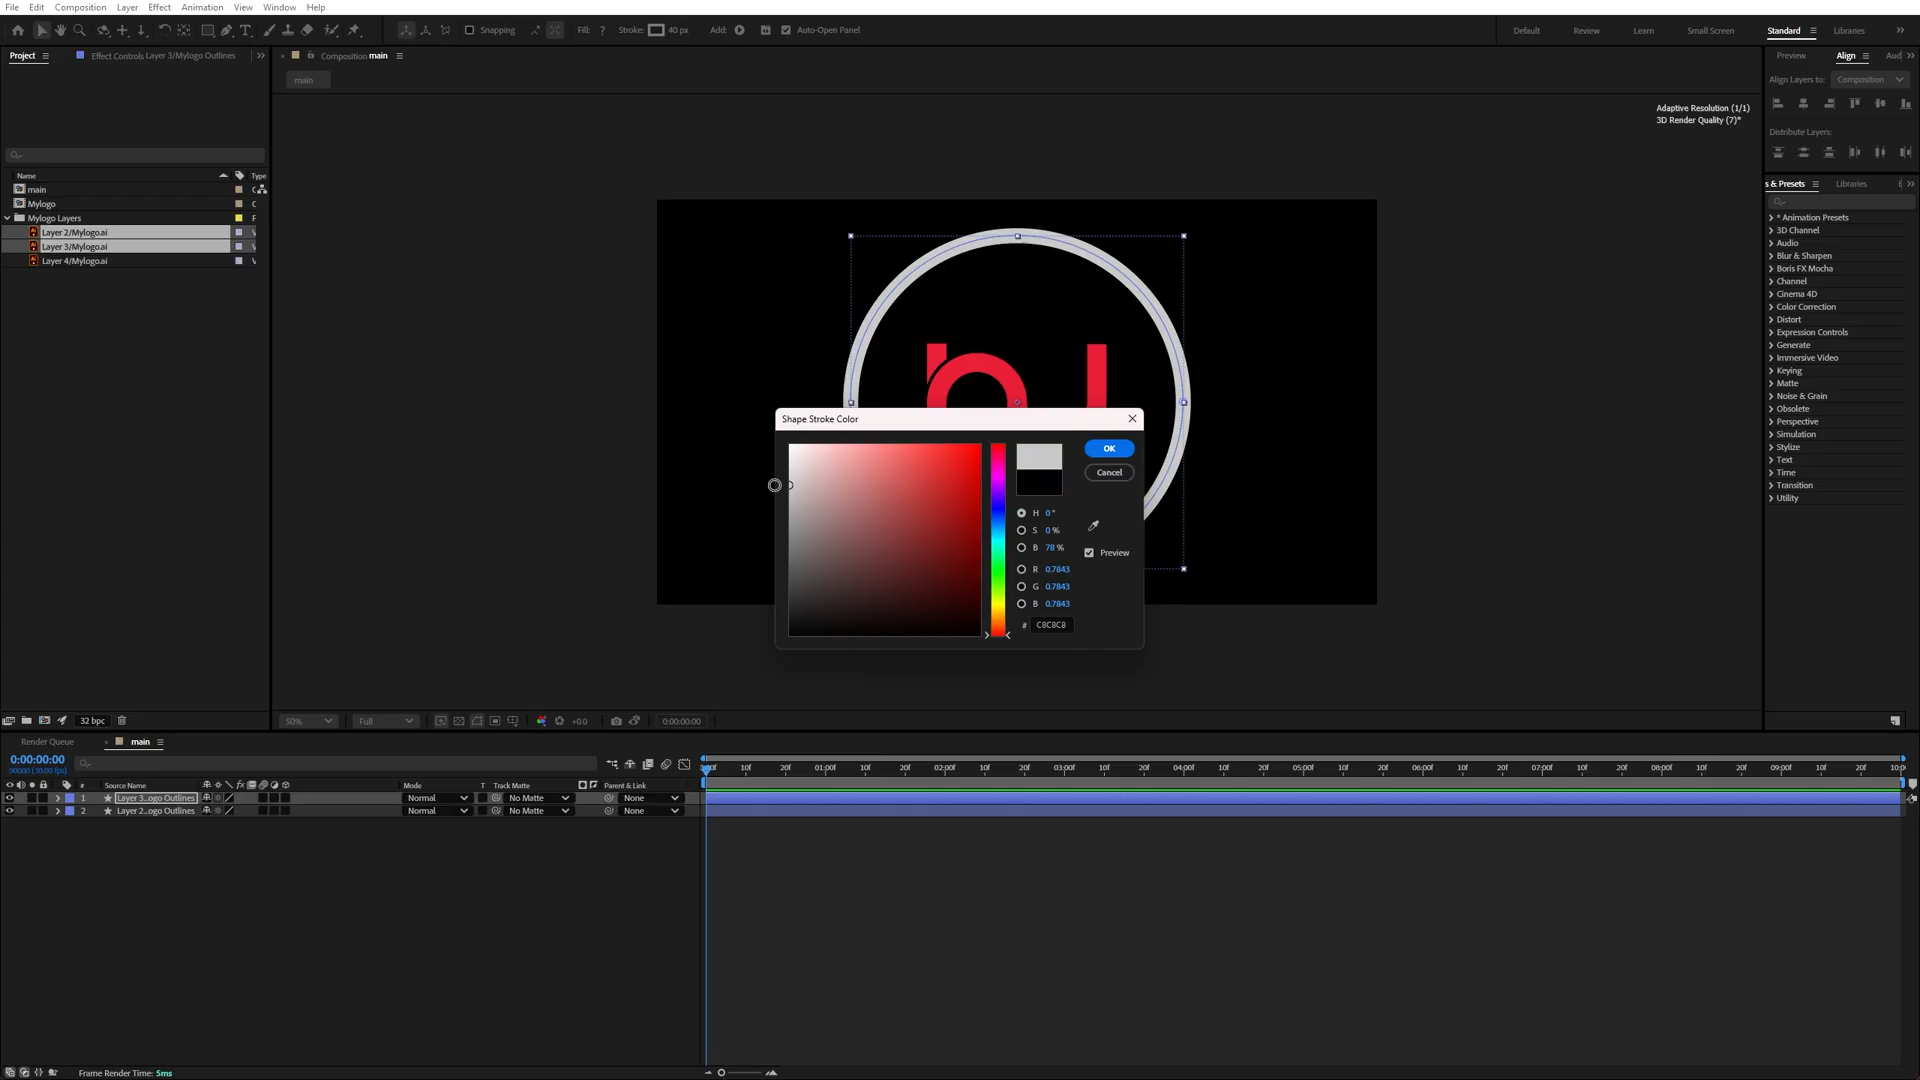 File Edit Composition Layer Effect Animation View Window Help
Snapping Fill: ? Stroke: 40 px Add: Auto-Open Panel Default Review Learn Small Screen Standard Libraries
Project Effect Controls Layer 3/Mylogo Outlines
Composition main
main
Adaptive Resolution (1/1)
3D Render Quality (7)*
Name Type
main
Mylogo
Mylogo Layers
Layer 2/Mylogo.ai
Layer 3/Mylogo.ai
Layer 4/Mylogo.ai
32 bpc
Shape Stroke Color
OK
Cancel
H 0 °
S 0 %
B 78 %
Preview
R 0.7843
G 0.7843
B 0.7843
# C8C8C8
50% Full +0.0 0:00:00:00
Preview Align Aud
Align Layers to: Composition
Distribute Layers:
s & Presets Libraries
* Animation Presets
3D Channel
Audio
Blur & Sharpen
Boris FX Mocha
Channel
Cinema 4D
Color Correction
Distort
Expression Controls
Generate
Immersive Video
Keying
Matte
Noise & Grain
Obsolete
Perspective
Simulation
Stylize
Text
Time
Transition
Utility
Render Queue main
0:00:00:00
00000 (30.00 fps)
# Source Name Mode T Track Matte Parent & Link
1 Layer 3...ogo Outlines Normal No Matte None
2 Layer 2...ogo Outlines Normal No Matte None
10f 20f 01:00f 10f 20f 02:00f 10f 20f 03:00f 10f 20f 04:00f 10f 20f 05:00f 10f 20f 06:00f 10f 20f 07:00f 10f 20f 08:00f 10f 20f 09:00f 10f 20f
Frame Render Time: 5ms